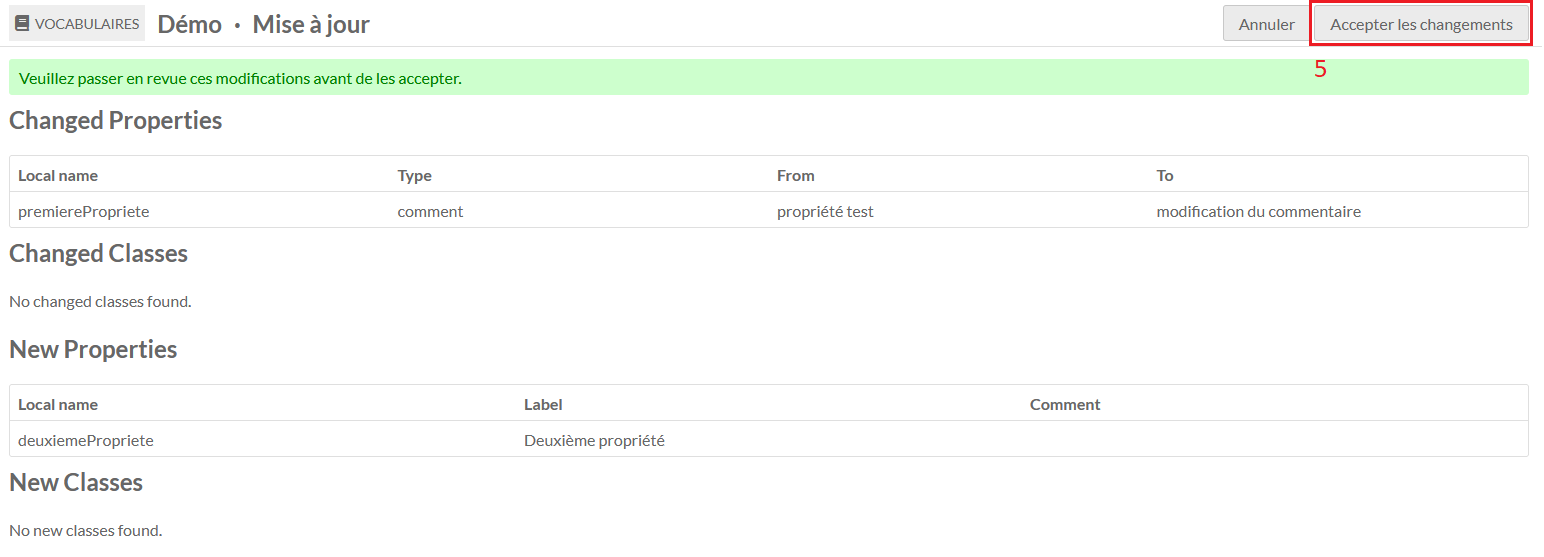 VOCABULAIRES Démo • Mise à jour Annuler Accepter les changements
5
Veuillez passer en revue ces modifications avant de les accepter.
Changed Properties
Local name Type From To
premierePropriete comment propriété test modification du commentaire
Changed Classes
No changed classes found.
New Properties
Local name Label Comment
deuxiemePropriete Deuxième propriété
New Classes
No new classes found.